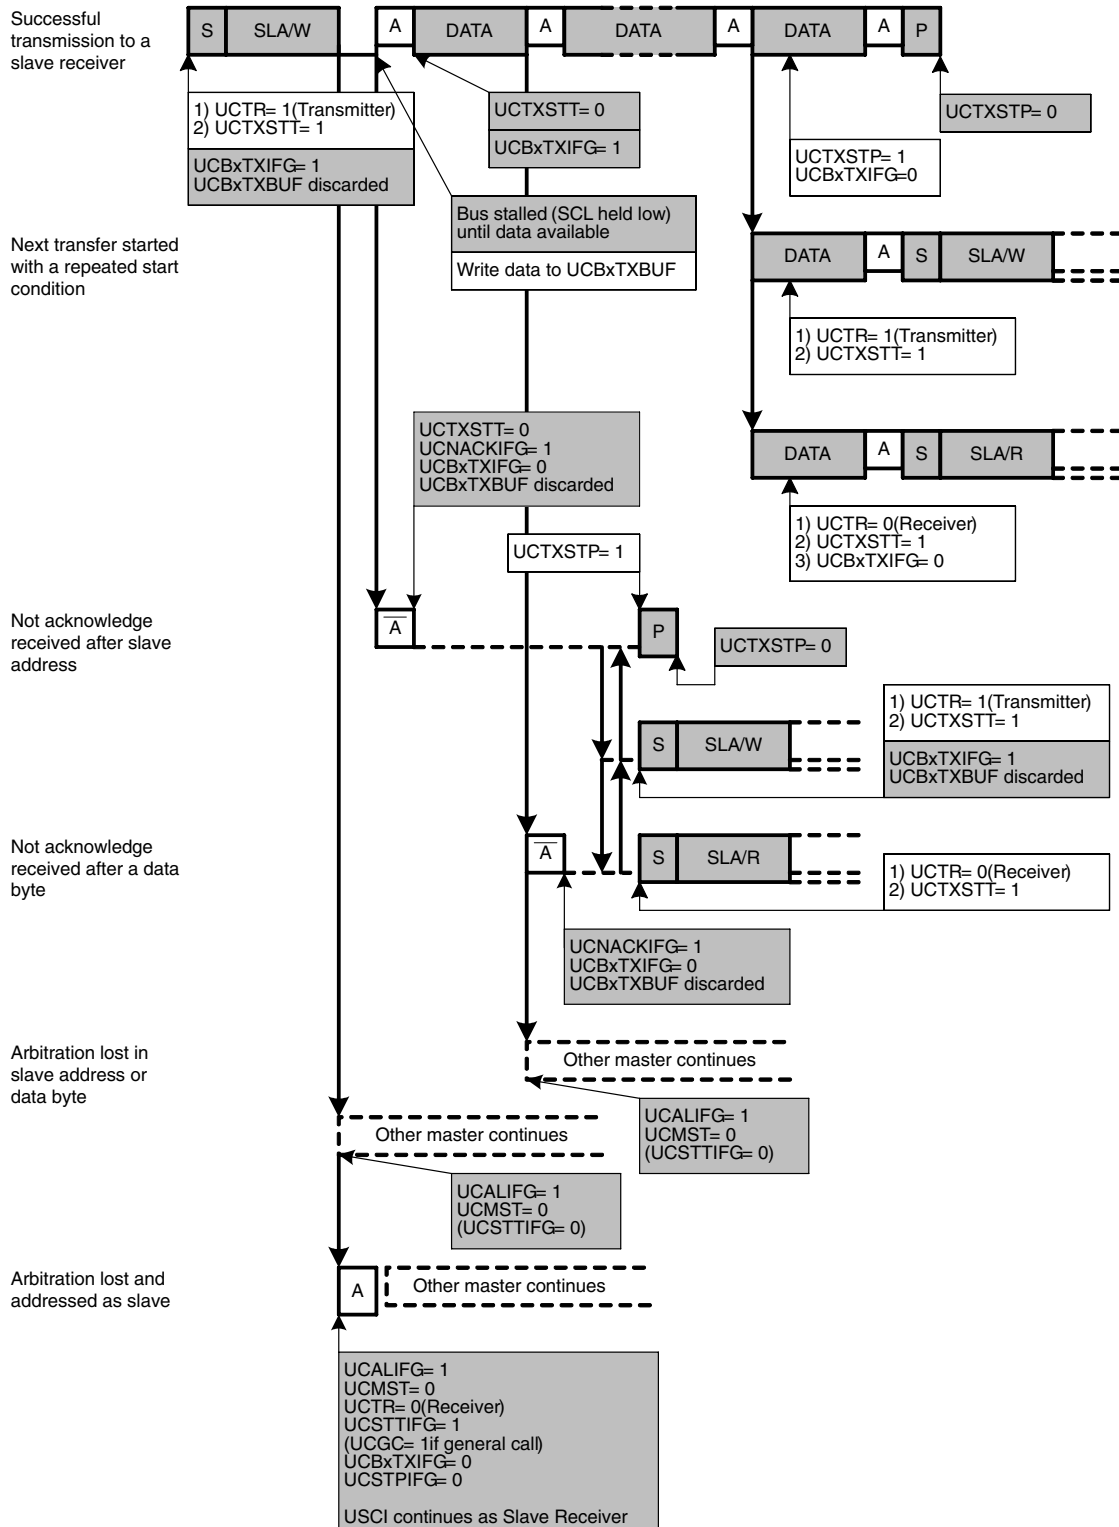 Successful
transmission to a
slave receiver
S
SLA/W
A
DATA
A
DATA
A
DATA
A
P
1) UCTR= 1(Transmitter)
2) UCTXSTT= 1
UCBxTXIFG= 1
UCBxTXBUF discarded
UCTXSTT= 0
UCBxTXIFG= 1
UCTXSTP= 0
UCTXSTP= 1
UCBxTXIFG=0
Bus stalled (SCL held low)
until data available
Write data to UCBxTXBUF
Next transfer started
with a repeated start
condition
DATA
A
S
SLA/W
1) UCTR= 1(Transmitter)
2) UCTXSTT= 1
DATA
A
S
SLA/R
1) UCTR= 0(Receiver)
2) UCTXSTT= 1
3) UCBxTXIFG= 0
UCTXSTT= 0
UCNACKIFG= 1
UCBxTXIFG= 0
UCBxTXBUF discarded
UCTXSTP= 1
Not acknowledge
received after slave
address
A
P
UCTXSTP= 0
S
SLA/W
1) UCTR= 1(Transmitter)
2) UCTXSTT= 1
UCBxTXIFG= 1
UCBxTXBUF discarded
Not acknowledge
received after a data
byte
A
S
SLA/R
1) UCTR= 0(Receiver)
2) UCTXSTT= 1
UCNACKIFG= 1
UCBxTXIFG= 0
UCBxTXBUF discarded
Arbitration lost in
slave address or
data byte
Other master continues
UCALIFG= 1
UCMST= 0
(UCSTTIFG= 0)
Other master continues
UCALIFG= 1
UCMST= 0
(UCSTTIFG= 0)
Arbitration lost and
addressed as slave
A
Other master continues
UCALIFG= 1
UCMST= 0
UCTR= 0(Receiver)
UCSTTIFG= 1
(UCGC= 1if general call)
UCBxTXIFG= 0
UCSTPIFG= 0
USCI continues as Slave Receiver